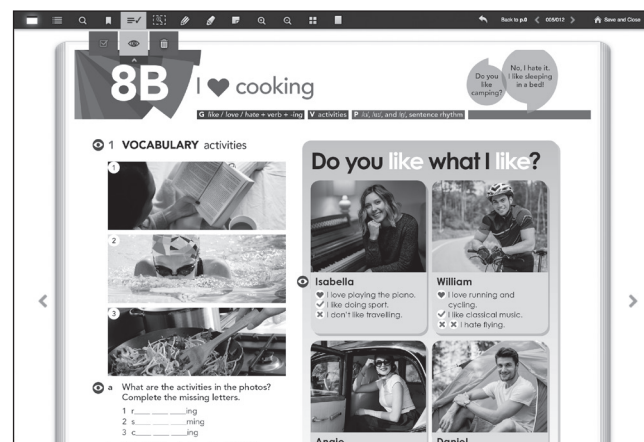 Back to p.8
005/012
Save and Close
8B
I ♥ cooking
Do you
like
camping?
No, I hate it.
I like sleeping
in a bed!
G like / love / hate + verb + -ing V activities P /ʊ/, /uː/, and /ŋ/, sentence rhythm
1 VOCABULARY activities
1
2
3
a What are the activities in the photos?
Complete the missing letters.
1 r___ ___ ___ing
2 s___ ___ ___ming
3 c___ ___ ___ing
Do you like what I like?
Isabella
♥ I love playing the piano.
✓ I like doing sport.
✗ I don't like travelling.
William
♥ I love running and
cycling.
✓ I like classical music.
✗ ✗ I hate flying.
Angie
Daniel